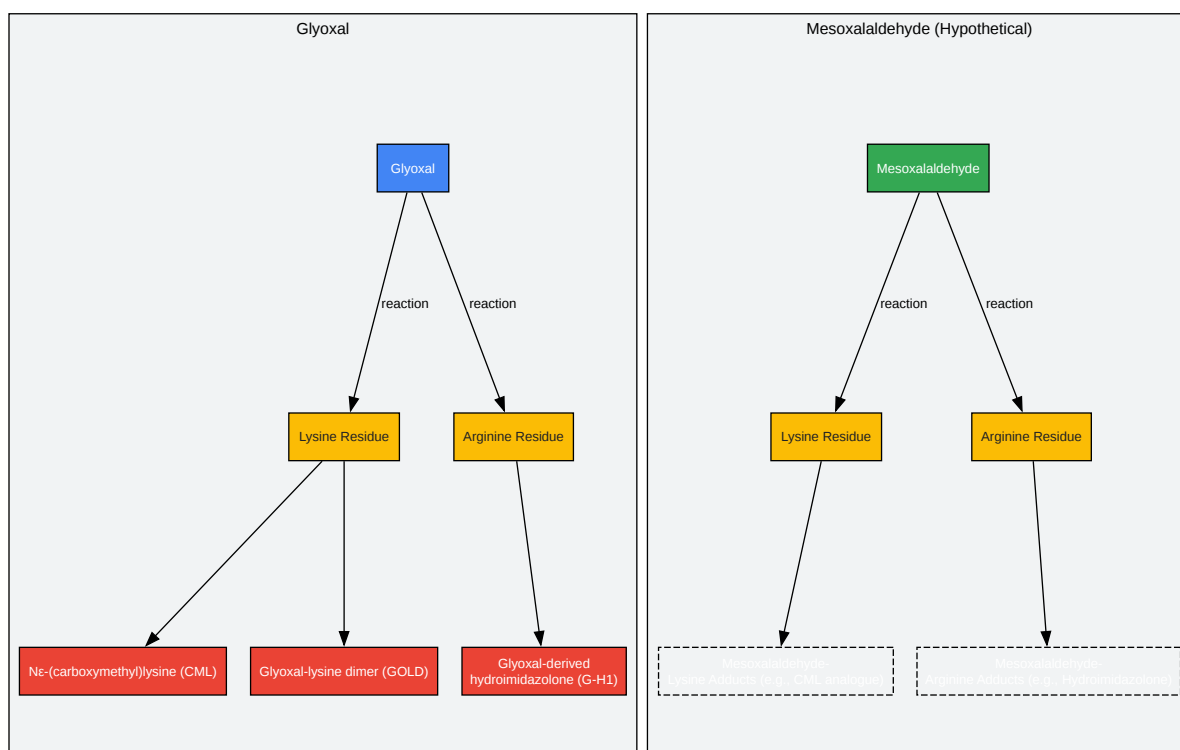 Glyoxal
Mesoxalaldehyde (Hypothetical)
Glyoxal
Mesoxalaldehyde
reaction
reaction
reaction
reaction
Lysine Residue
Arginine Residue
Lysine Residue
Arginine Residue
Nε-(carboxymethyl)lysine (CML)
Glyoxal-lysine dimer (GOLD)
Glyoxal-derived
hydroimidazolone (G-H1)
Mesoxalaldehyde-
Lysine Adducts (e.g., CML analogue)
Mesoxalaldehyde-
Arginine Adducts (e.g., Hydroimidazolone)